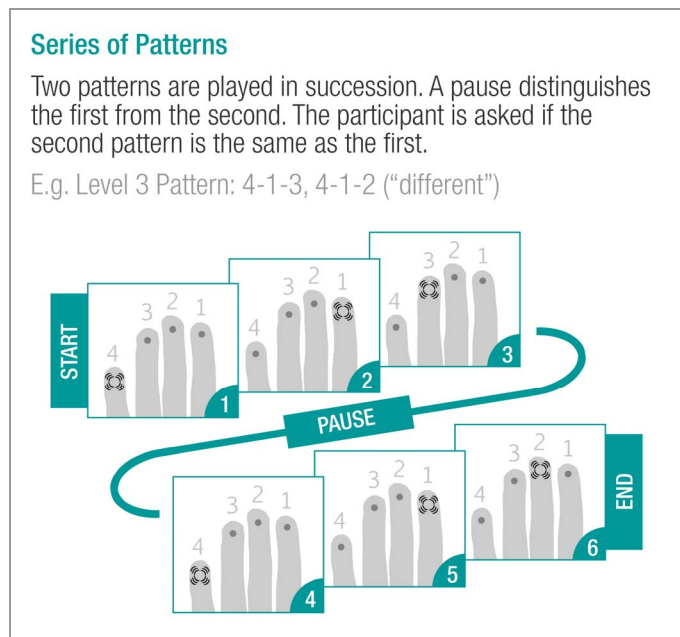 Series of Patterns
Two patterns are played in succession. A pause distinguishes
the first from the second. The participant is asked if the
second pattern is the same as the first.
E.g. Level 3 Pattern: 4-1-3, 4-1-2 (“different”)
START
4 3 2 1
1
4 3 2 1
2
4 3 2 1
3
PAUSE
4 3 2 1
4
4 3 2 1
5
4 3 2 1
6
END